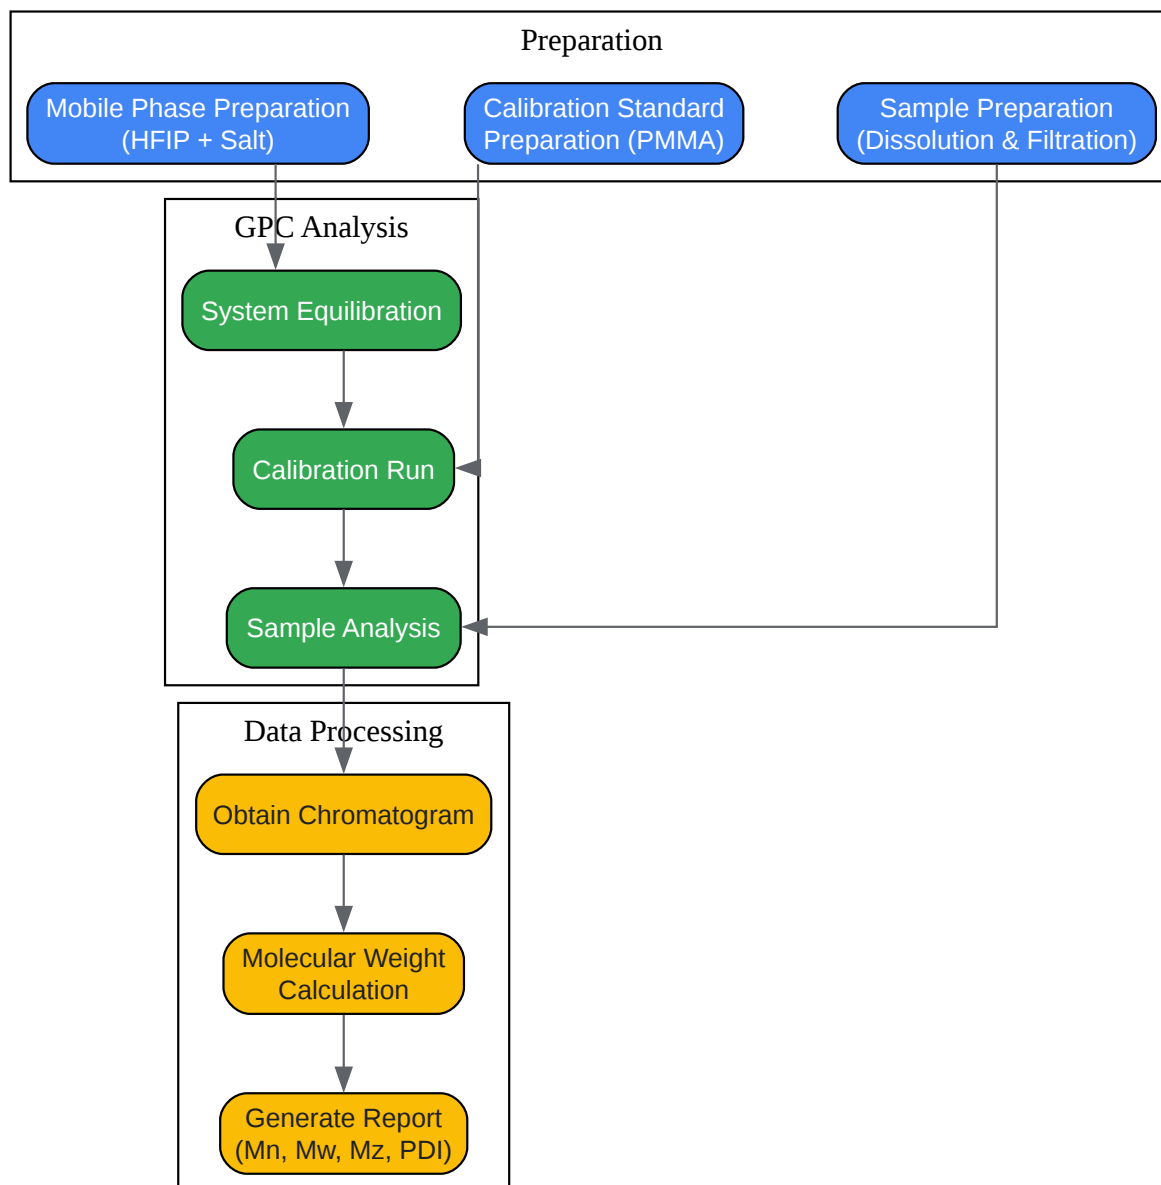 Preparation
Mobile Phase Preparation
(HFIP + Salt)
Calibration Standard
Preparation (PMMA)
Sample Preparation
(Dissolution & Filtration)
GPC Analysis
System Equilibration
Calibration Run
Sample Analysis
Data Processing
Obtain Chromatogram
Molecular Weight
Calculation
Generate Report
(Mn, Mw, Mz, PDI)